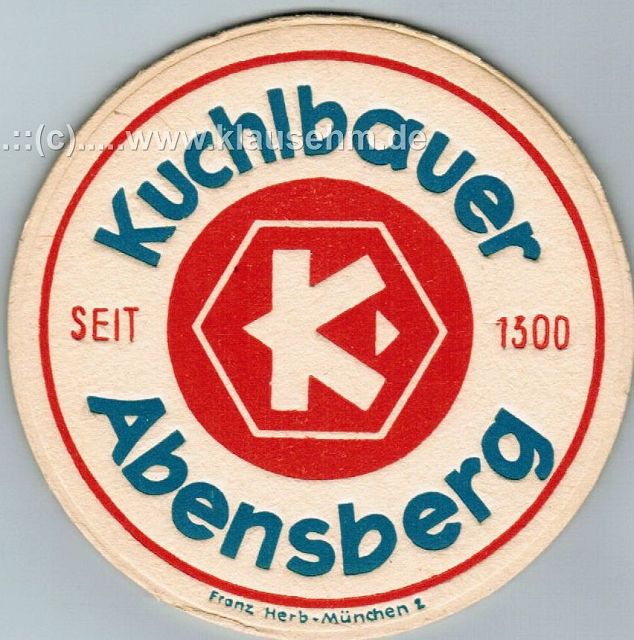 .::(c).....www.klausehm.de
Kuchlbauer
SEIT 1300
K
Abensberg
Franz Herb-München 2